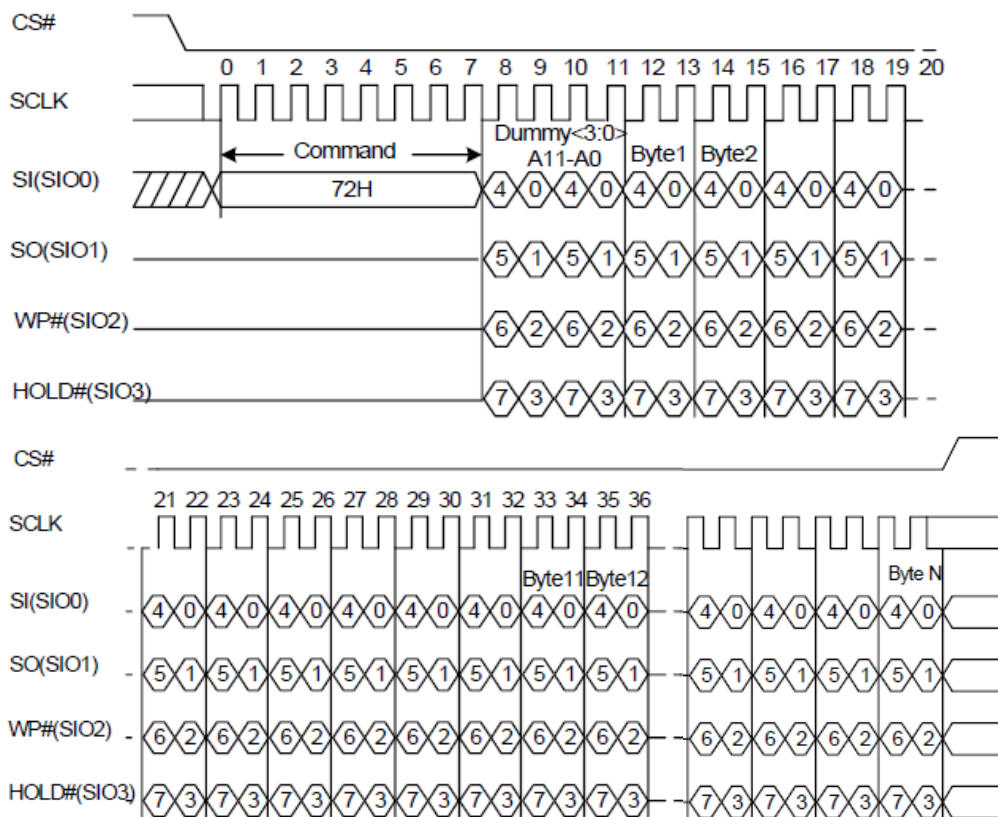 CS#
0 1 2 3 4 5 6 7 8 9 10 11 12 13 14 15 16 17 18 19 20
SCLK
Command
Dummy<3:0>
A11-A0
Byte1 Byte2
SI(SIO0)
72H
4 0 4 0 4 0 4 0 4 0 4 0
SO(SIO1)
5 1 5 1 5 1 5 1 5 1 5 1
WP#(SIO2)
6 2 6 2 6 2 6 2 6 2 6 2
HOLD#(SIO3)
7 3 7 3 7 3 7 3 7 3 7 3
CS#
21 22 23 24 25 26 27 28 29 30 31 32 33 34 35 36
SCLK
Byte11 Byte12 Byte N
SI(SIO0)
4 0 4 0 4 0 4 0 4 0 4 0 4 0 4 0 4 0 4 0 4 0 4 0
SO(SIO1)
5 1 5 1 5 1 5 1 5 1 5 1 5 1 5 1 5 1 5 1 5 1 5 1
WP#(SIO2)
6 2 6 2 6 2 6 2 6 2 6 2 6 2 6 2 6 2 6 2 6 2 6 2
HOLD#(SIO3)
7 3 7 3 7 3 7 3 7 3 7 3 7 3 7 3 7 3 7 3 7 3 7 3